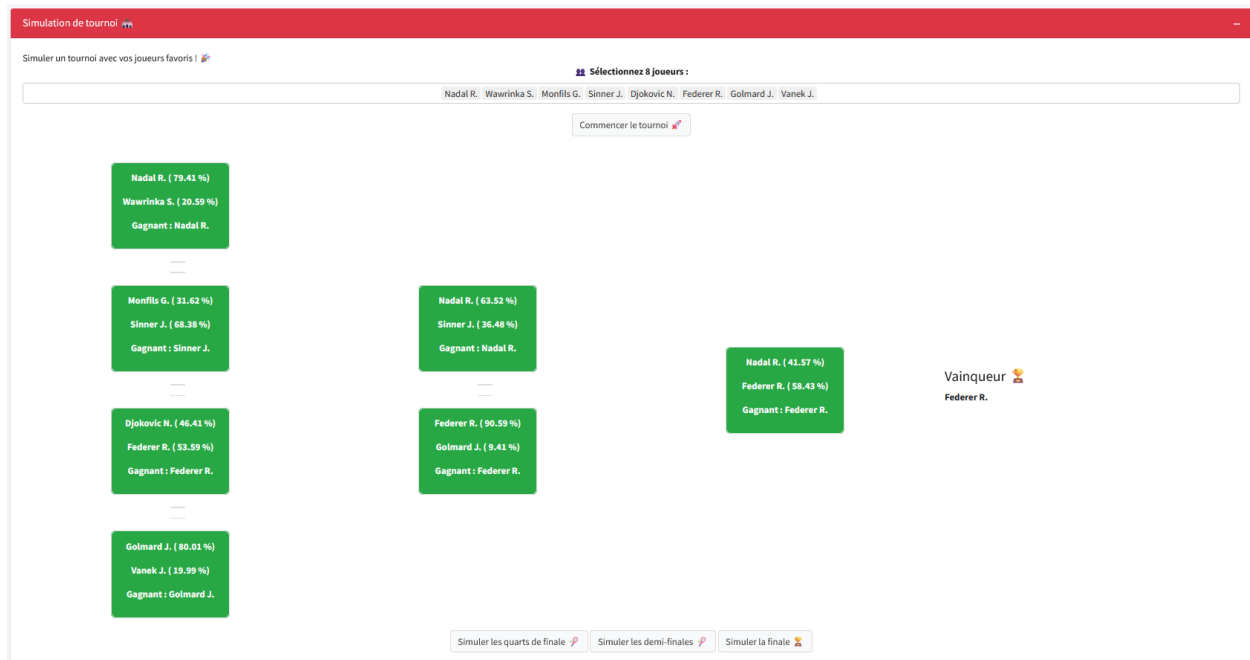 Simulation de tournoi
Simuler un tournoi avec vos joueurs favoris !
Sélectionnez 8 joueurs :
Nadal R. Wawrinka S. Monfils G. Sinner J. Djokovic N. Federer R. Golmard J. Vanek J.
Commencer le tournoi
Nadal R. ( 79.41 %)
Wawrinka S. ( 20.59 %)
Gagnant : Nadal R.
Monfils G. ( 31.62 %)
Sinner J. ( 68.38 %)
Gagnant : Sinner J.
Djokovic N. ( 46.41 %)
Federer R. ( 53.59 %)
Gagnant : Federer R.
Golmard J. ( 80.01 %)
Vanek J. ( 19.99 %)
Gagnant : Golmard J.
Nadal R. ( 63.52 %)
Sinner J. ( 36.48 %)
Gagnant : Nadal R.
Federer R. ( 90.59 %)
Golmard J. ( 9.41 %)
Gagnant : Federer R.
Nadal R. ( 41.57 %)
Federer R. ( 58.43 %)
Gagnant : Federer R.
Vainqueur
Federer R.
Simuler les quarts de finale
Simuler les demi-finales
Simuler la finale